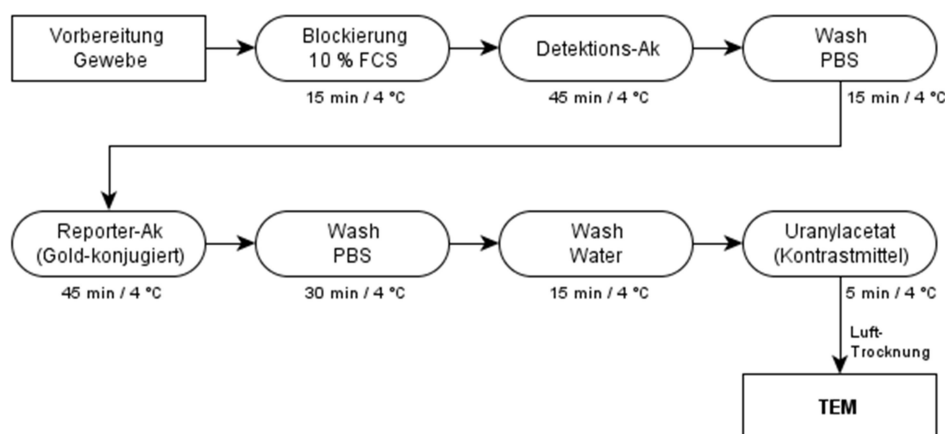 Vorbereitung
Gewebe
Blockierung
10 % FCS
15 min / 4 °C
Detektions-Ak
45 min / 4 °C
Wash
PBS
15 min / 4 °C
Reporter-Ak
(Gold-konjugiert)
45 min / 4 °C
Wash
PBS
30 min / 4 °C
Wash
Water
15 min / 4 °C
Uranylacetat
(Kontrastmittel)
5 min / 4 °C
Luft-
Trocknung
TEM